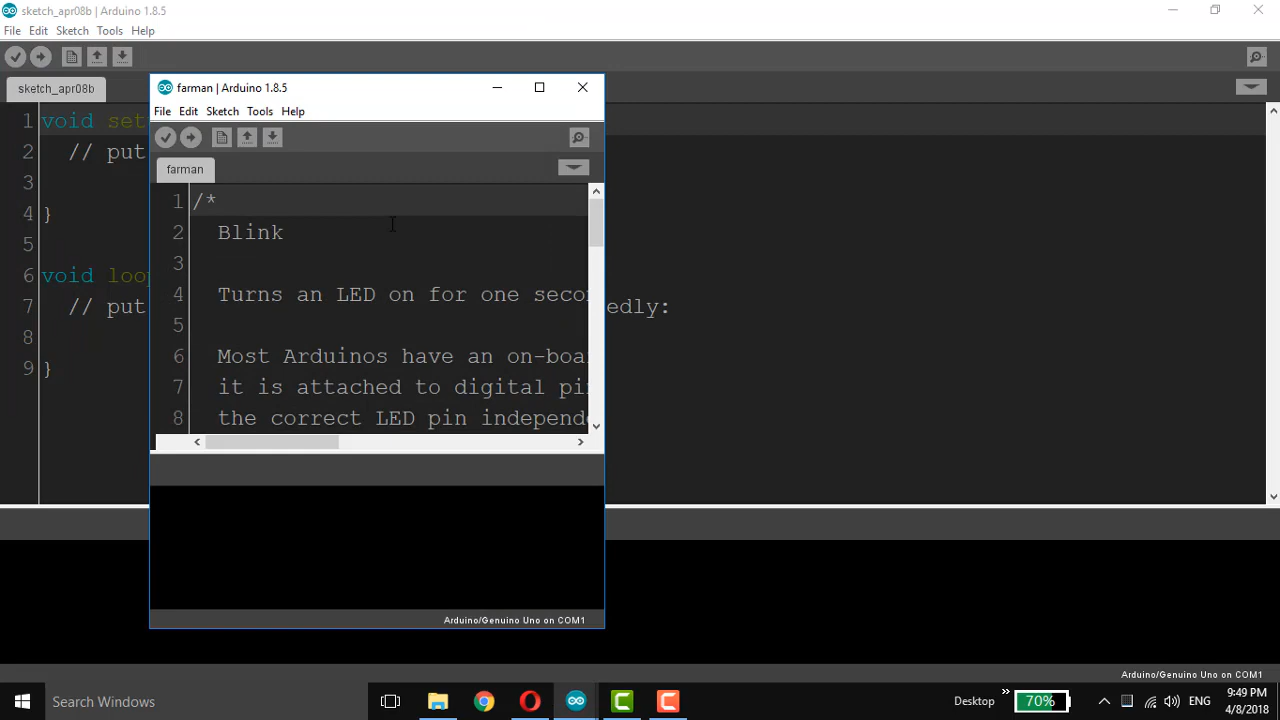 sketch_apr08b | Arduino 1.8.5
File Edit Sketch Tools Help
sketch_apr08b
1 void set
2 // put
3
4 }
5
6 void loo
7 // put edly:
8
9 }
farman | Arduino 1.8.5
File Edit Sketch Tools Help
farman
1 /*
2 Blink
3
4 Turns an LED on for one seco
5
6 Most Arduinos have an on-boa
7 it is attached to digital pi
8 the correct LED pin independ
Arduino/Genuino Uno on COM1
Arduino/Genuino Uno on COM1
Search Windows
Desktop
70%
ENG
9:49 PM
4/8/2018